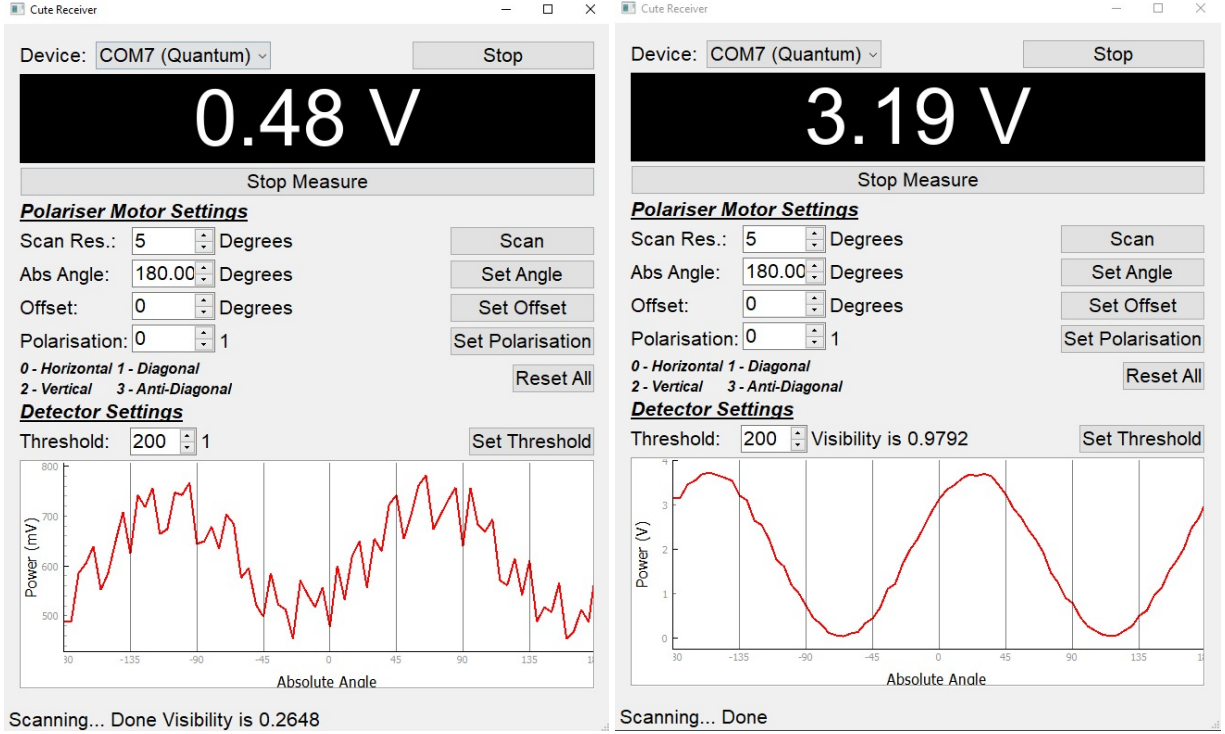 Cute Receiver
Device: COM7 (Quantum) Stop
0.48 V
Stop Measure
Polariser Motor Settings
Scan Res.: 5 Degrees Scan
Abs Angle: 180.00 Degrees Set Angle
Offset: 0 Degrees Set Offset
Polarisation: 0 1 Set Polarisation
0 - Horizontal 1 - Diagonal
2 - Vertical 3 - Anti-Diagonal
Reset All
Detector Settings
Threshold: 200 1 Set Threshold
800
700
600
500
Power (mV)
-135 -90 -45 0 45 90 135
Absolute Angle
Scanning... Done Visibility is 0.2648
Cute Receiver
Device: COM7 (Quantum) Stop
3.19 V
Stop Measure
Polariser Motor Settings
Scan Res.: 5 Degrees Scan
Abs Angle: 180.00 Degrees Set Angle
Offset: 0 Degrees Set Offset
Polarisation: 0 1 Set Polarisation
0 - Horizontal 1 - Diagonal
2 - Vertical 3 - Anti-Diagonal
Reset All
Detector Settings
Threshold: 200 Visibility is 0.9792 Set Threshold
4
3
2
1
0
Power (V)
-135 -90 -45 0 45 90 135
Absolute Angle
Scanning... Done